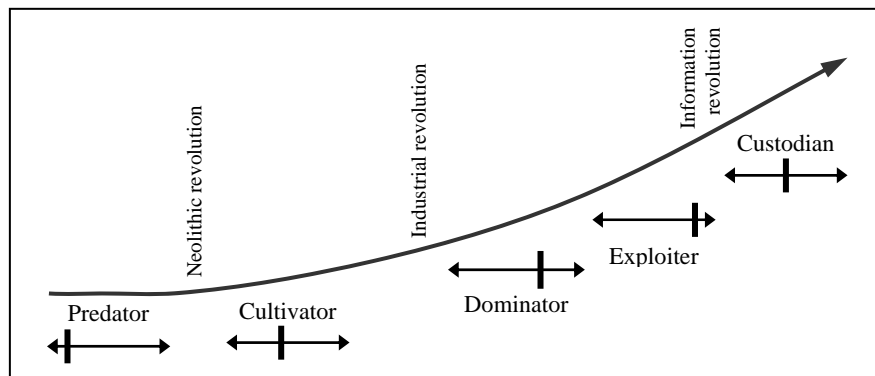 Neolithic revolution
Industrial revolution
Information
revolution
Predator
Cultivator
Dominator
Exploiter
Custodian